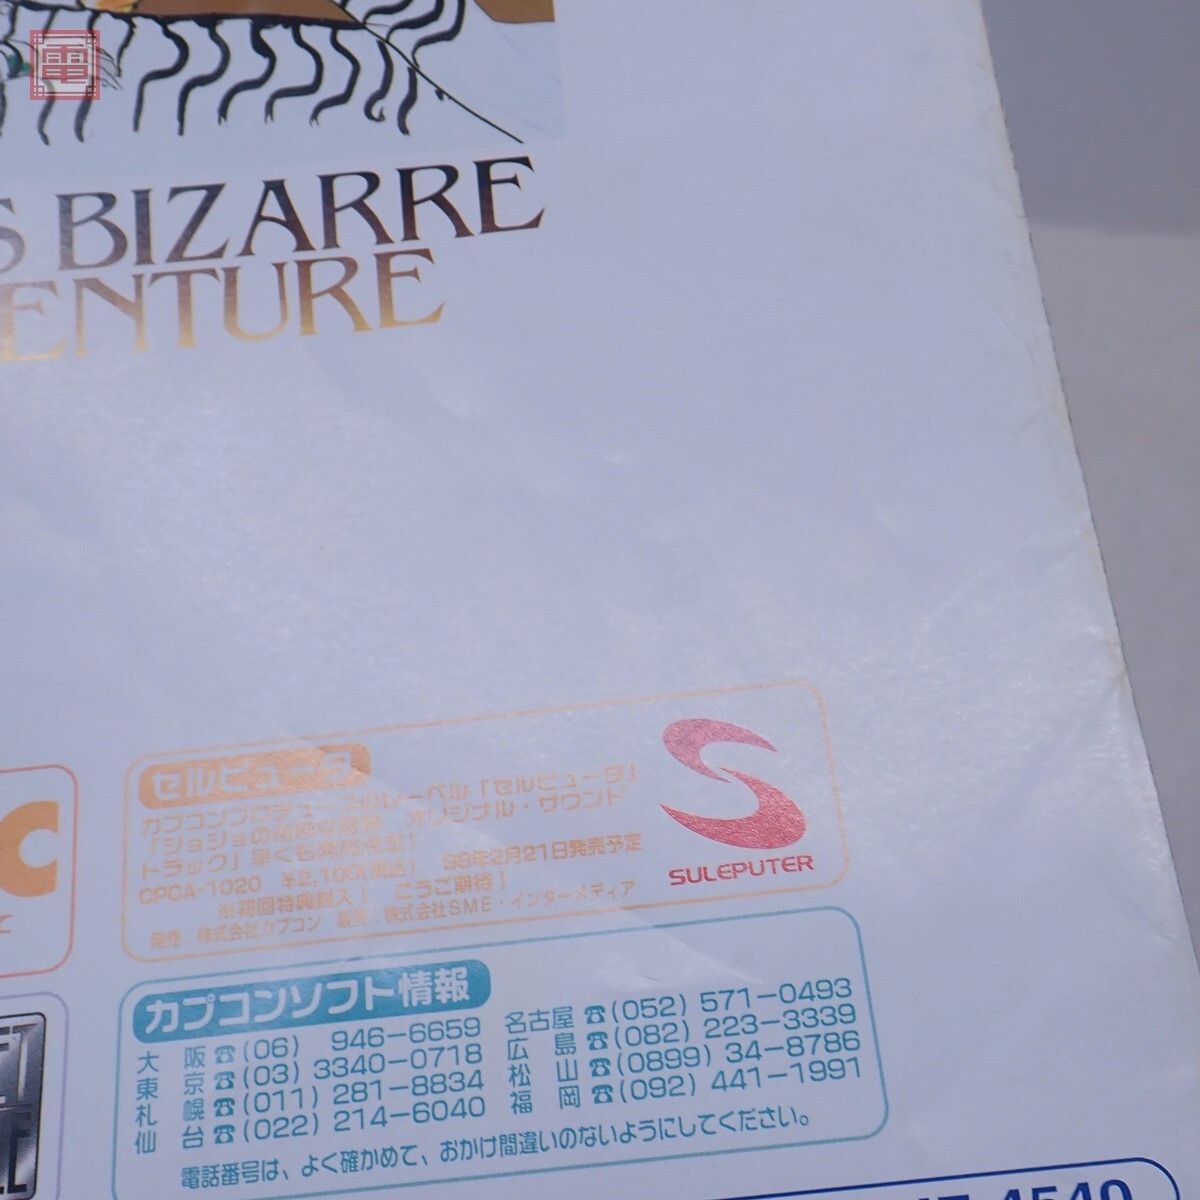 電
S BIZARRE
ENTURE
C
て
セルピュータ
カプコンプロデュースのレーベル「セルピュータ」
「ジョジョの奇妙な冒険 オリジナル・サウンド
トラック」早くも発売決定!
CPCA-1020 ¥2,100(税込) 99年2月21日発売予定
※初回特典封入! こうご期待!
発売:株式会社カプコン 販売:株式会社SME・インターメディア
SULEPUTER
カプコンソフト情報
大 阪☎(06) 946-6659 名古屋☎(052) 571-0493
東 京☎(03) 3340-0718 広 島☎(082) 223-3339
札 幌☎(011) 281-8834 松 山☎(0899) 34-8786
仙 台☎(022) 214-6040 福 岡☎(092) 441-1991
電話番号は、よく確かめて、おかけ間違いのないようにしてください。
4540